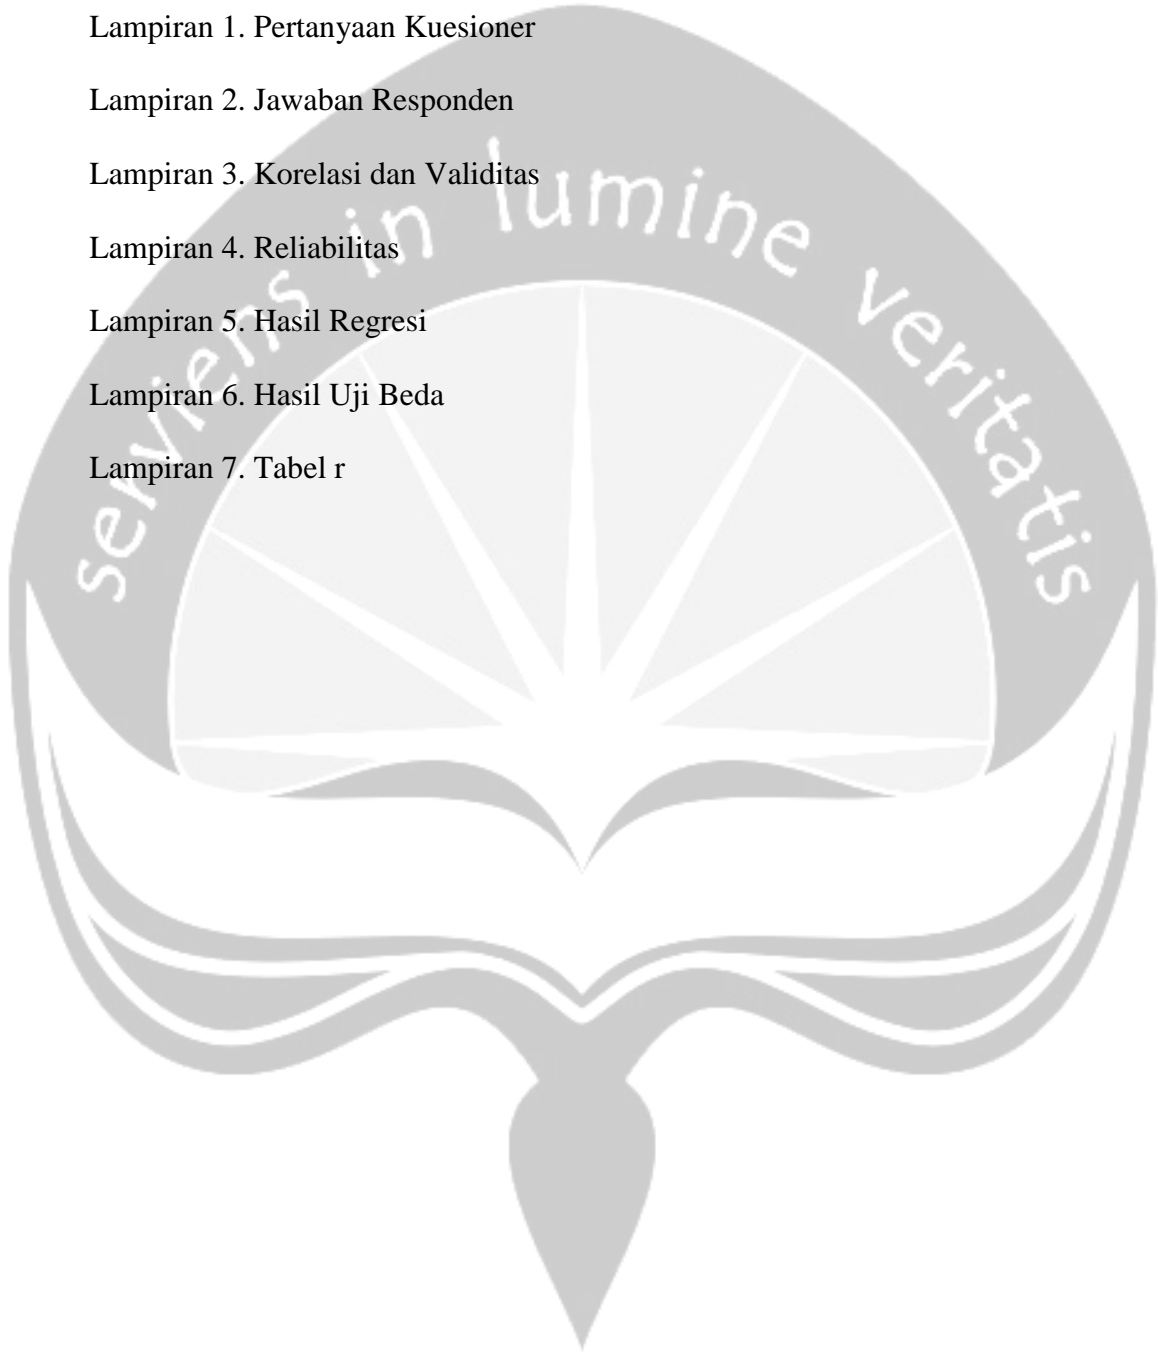 Lampiran 1. Pertanyaan Kuesioner
Lampiran 2. Jawaban Responden
Lampiran 3. Korelasi dan Validitas
Lampiran 4. Reliabilitas
Lampiran 5. Hasil Regresi
Lampiran 6. Hasil Uji Beda
Lampiran 7. Tabel r
serviens in lumine veritatis